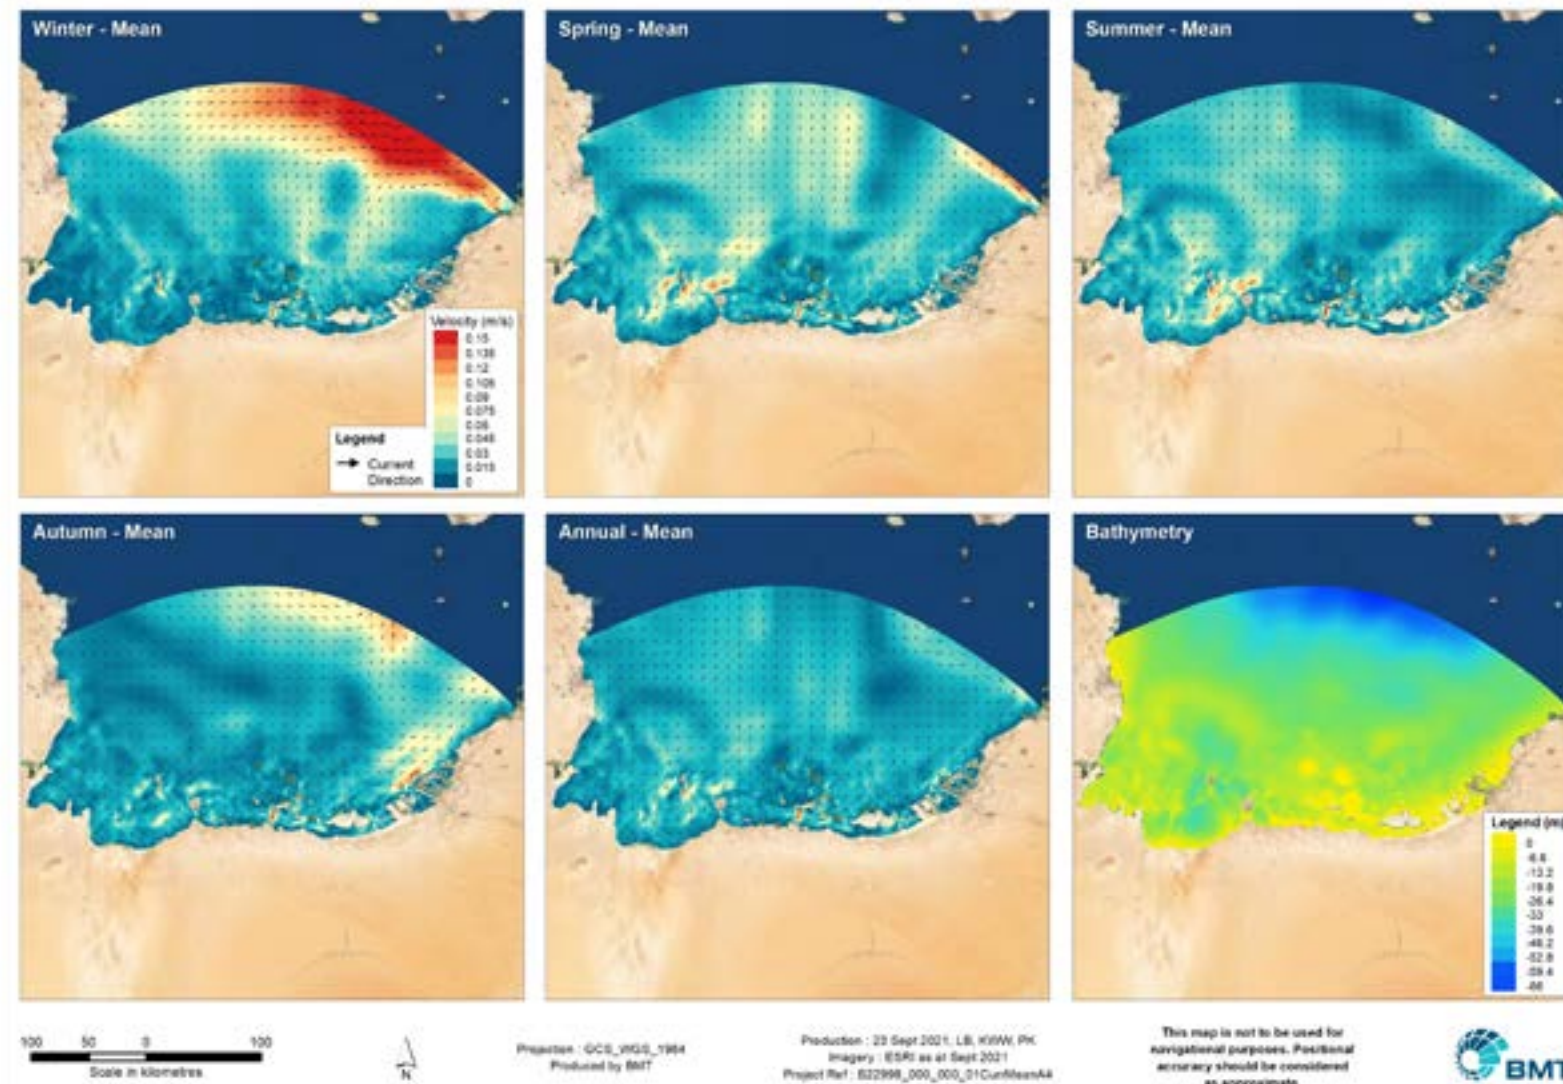 Winter - Mean
Spring - Mean
Summer - Mean
Velocity (m/s)
0.15
0.135
0.12
0.105
0.09
0.075
0.06
0.045
0.03
0.015
0
Legend
Current
Direction
Autumn - Mean
Annual - Mean
Bathymetry
Legend (m)
0
-6.6
-13.2
-19.8
-26.4
-33
-39.6
-46.2
-52.8
-59.4
-66
100 50 0 100
Scale in kilometres
N
Projection : GCS_WGS_1984
Produced by BMT
Production : 23 Sept 2021, LB, KWW, PK
Imagery : ESRI as at Sept 2021
Project Ref :
This map is not to be used for
navigational purposes. Positional
accuracy should be considered
as approximate
BMT